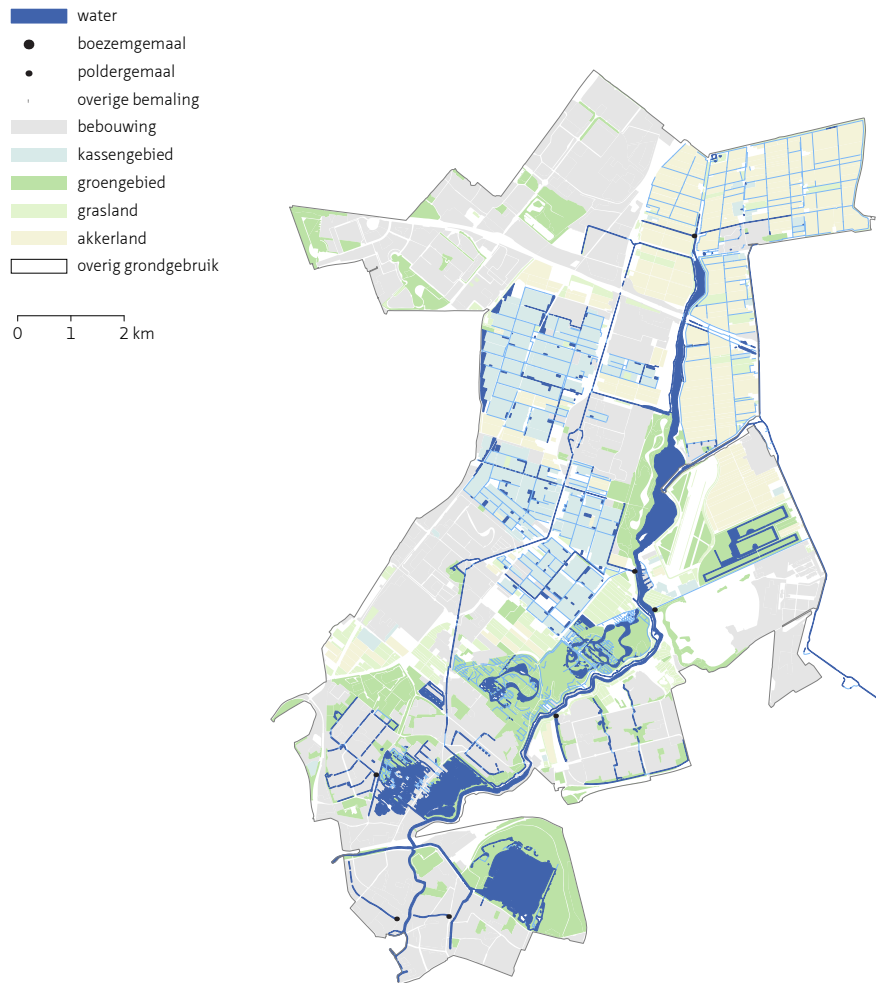 water
boezemgemaal
poldergemaal
overige bemaling
bebouwing
kassengebied
groengebied
grasland
akkerland
overig grondgebruik
0 1 2 km